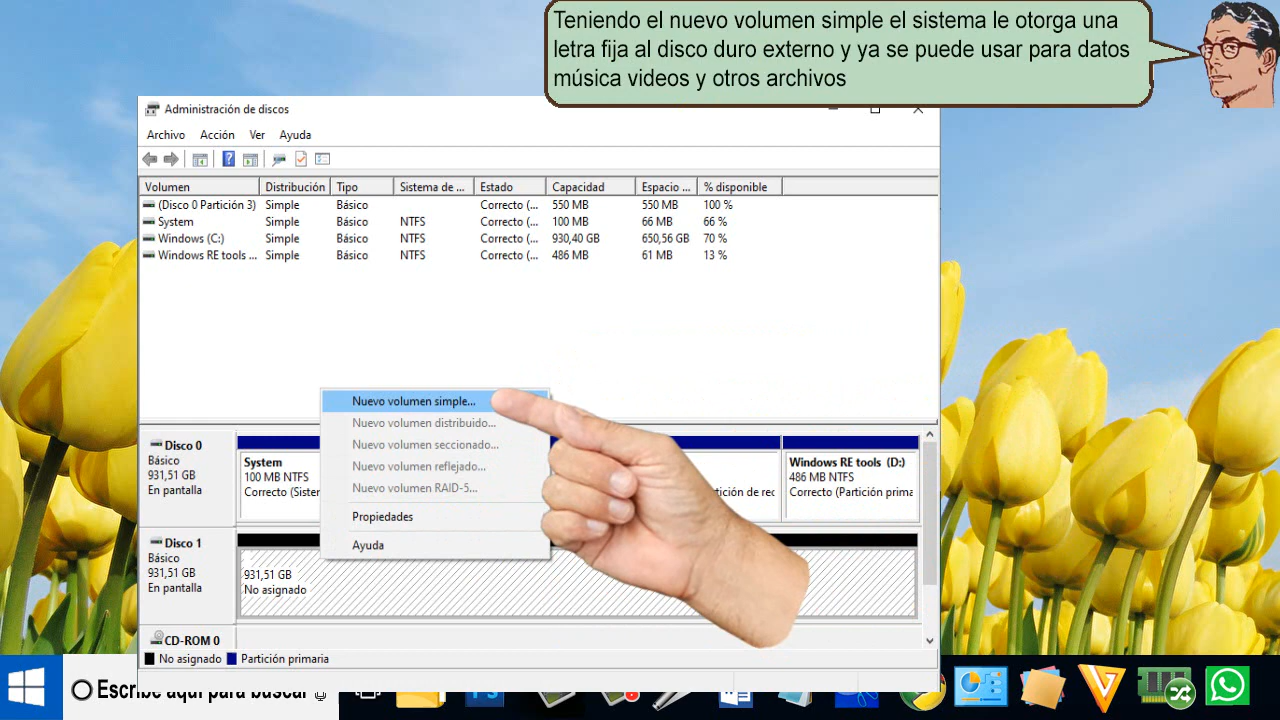 Teniendo el nuevo volumen simple el sistema le otorga una
letra fija al disco duro externo y ya se puede usar para datos
música videos y otros archivos
Administración de discos
Archivo Acción Ver Ayuda
Volumen Distribución Tipo Sistema de ... Estado Capacidad Espacio ... % disponible
(Disco 0 Partición 3) Simple Básico Correcto (... 550 MB 550 MB 100 %
System Simple Básico NTFS Correcto (... 100 MB 66 MB 66 %
Windows (C:) Simple Básico NTFS Correcto (... 930,40 GB 650,56 GB 70 %
Windows RE tools ... Simple Básico NTFS Correcto (... 486 MB 61 MB 13 %
Nuevo volumen simple...
Nuevo volumen distribuido...
Nuevo volumen seccionado...
Nuevo volumen reflejado...
Nuevo volumen RAID-5...
Propiedades
Ayuda
Disco 0
Básico
931,51 GB
En pantalla
System
100 MB NTFS
Correcto (Sister
tición de rec
Windows RE tools (D:)
486 MB NTFS
Correcto (Partición prima
Disco 1
Básico
931,51 GB
En pantalla
931,51 GB
No asignado
CD-ROM 0
No asignado Partición primaria
Escribe aquí para buscar